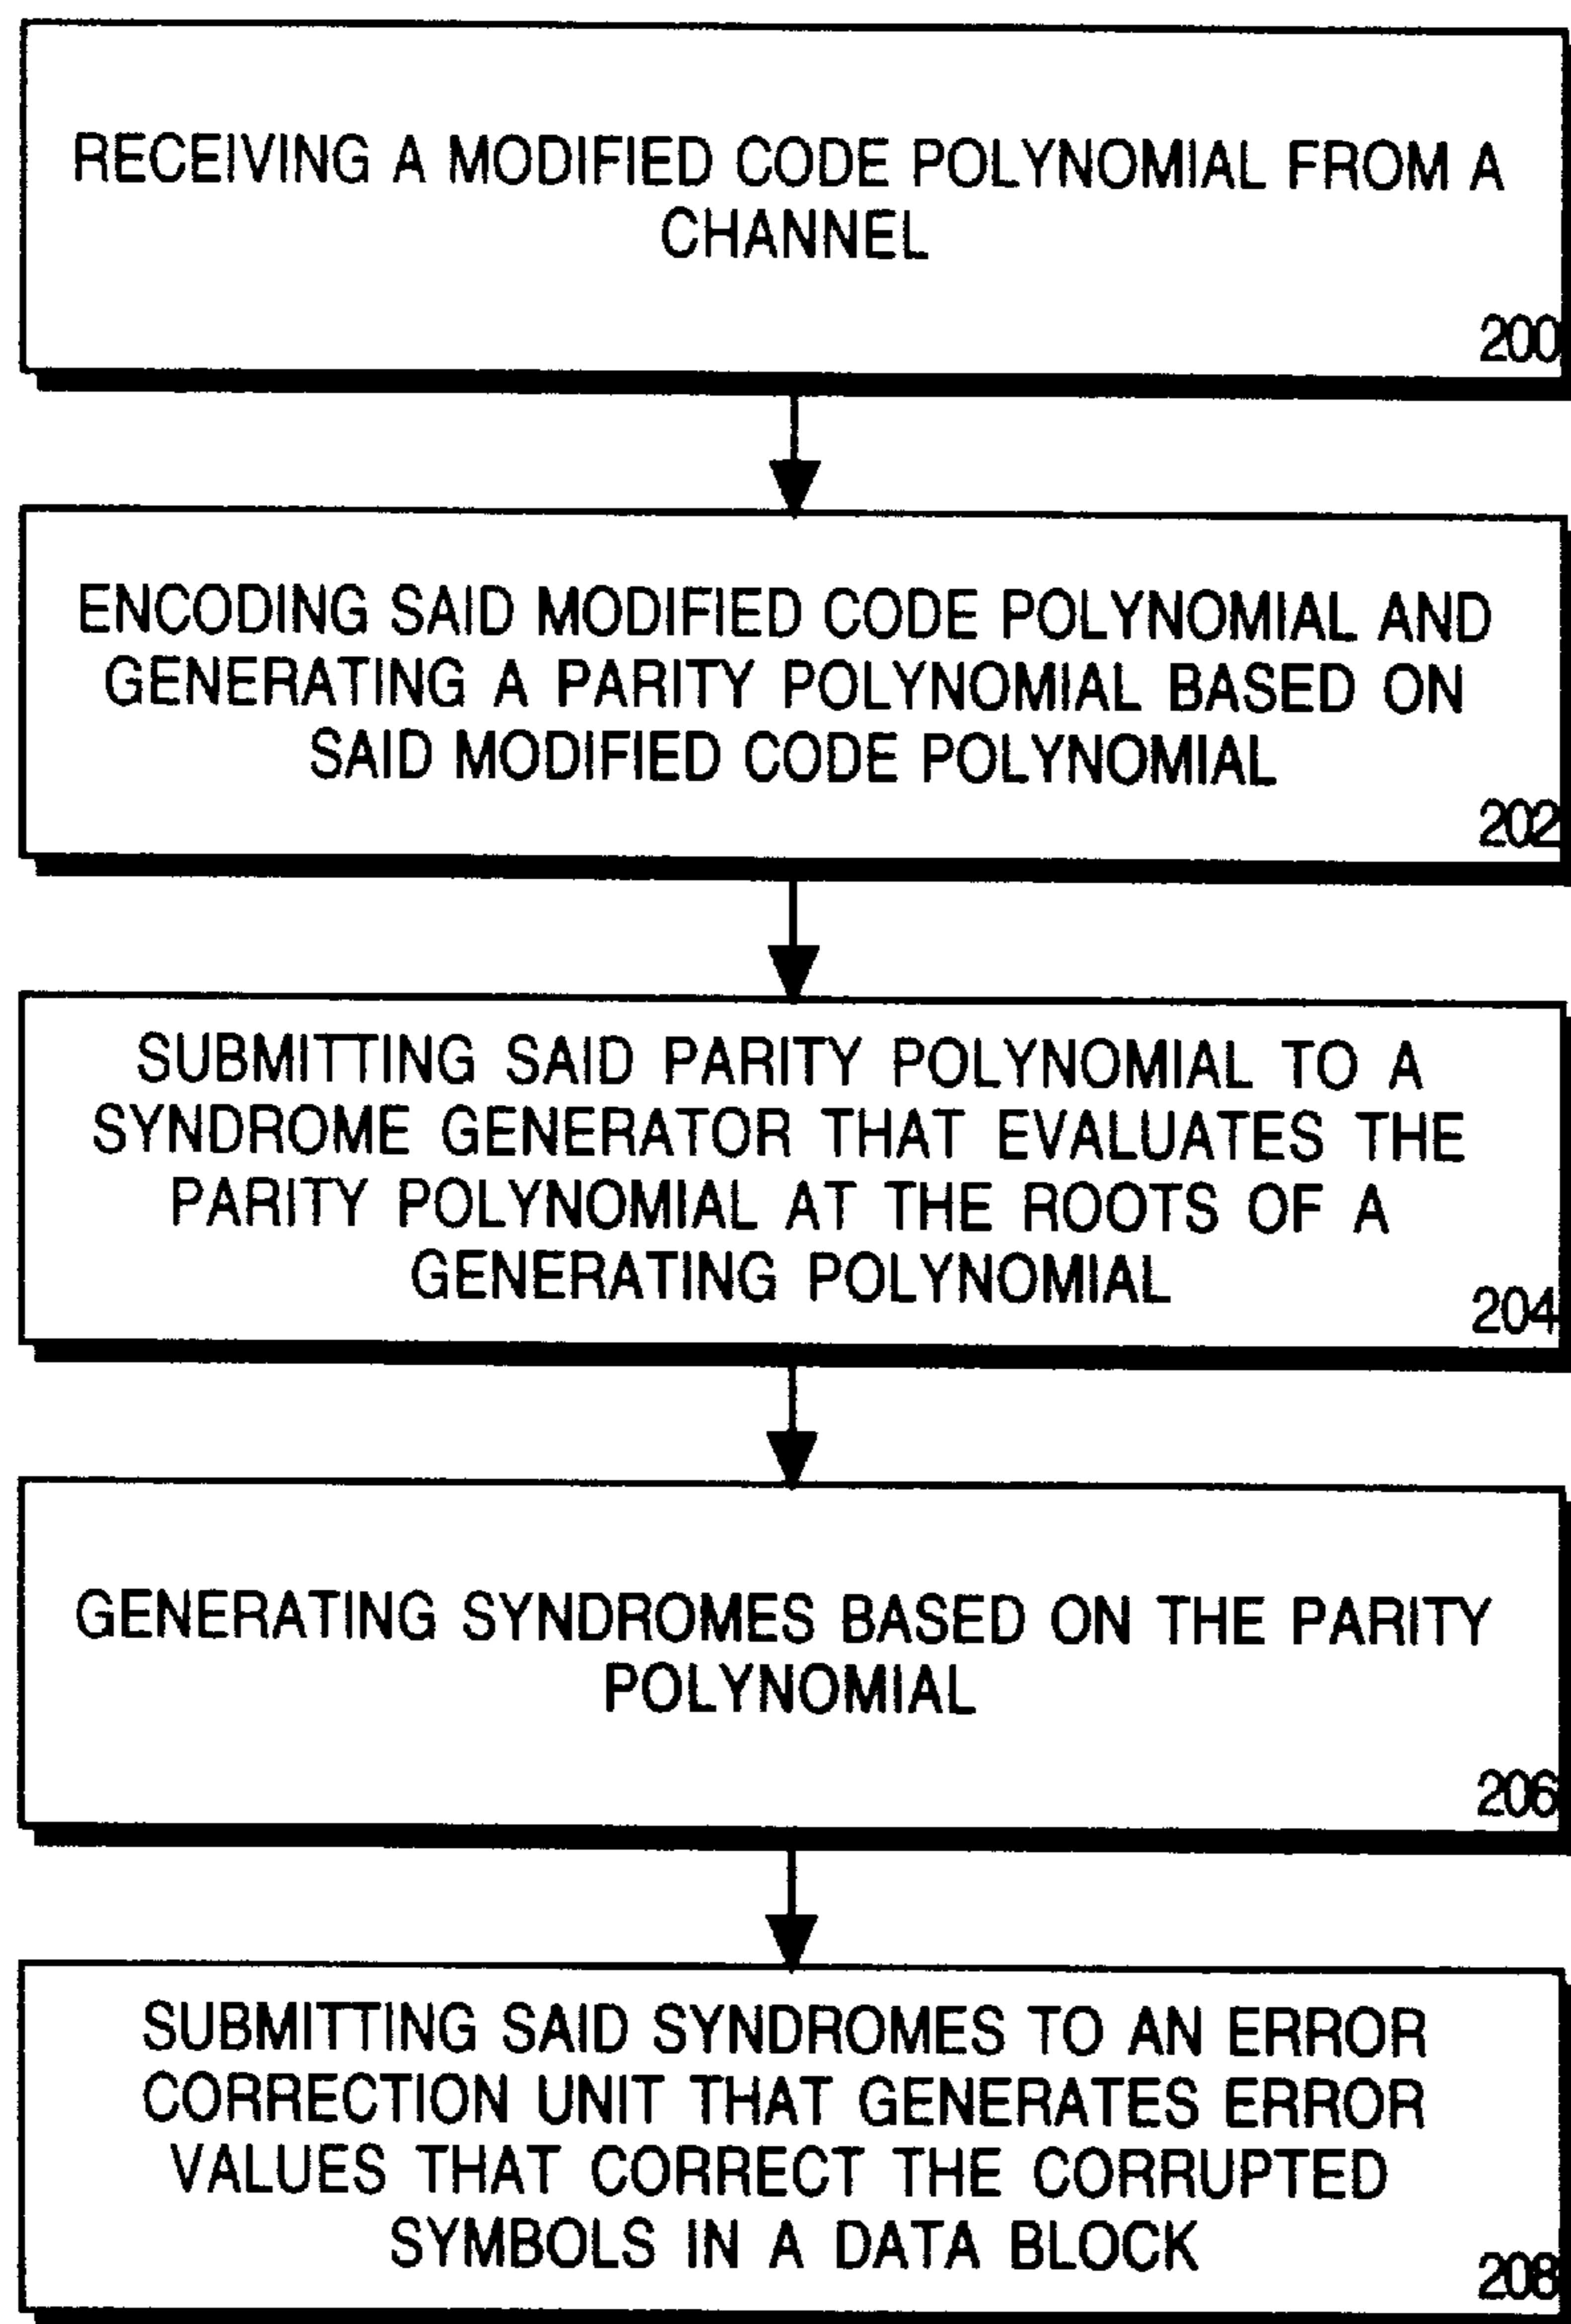 RECEIVING A MODIFIED CODE POLYNOMIAL FROM A
CHANNEL
200
ENCODING SAID MODIFIED CODE POLYNOMIAL AND
GENERATING A PARITY POLYNOMIAL BASED ON
SAID MODIFIED CODE POLYNOMIAL
202
SUBMITTING SAID PARITY POLYNOMIAL TO A
SYNDROME GENERATOR THAT EVALUATES THE
PARITY POLYNOMIAL AT THE ROOTS OF A
GENERATING POLYNOMIAL
204
GENERATING SYNDROMES BASED ON THE PARITY
POLYNOMIAL
206
SUBMITTING SAID SYNDROMES TO AN ERROR
CORRECTION UNIT THAT GENERATES ERROR
VALUES THAT CORRECT THE CORRUPTED
SYMBOLS IN A DATA BLOCK
208